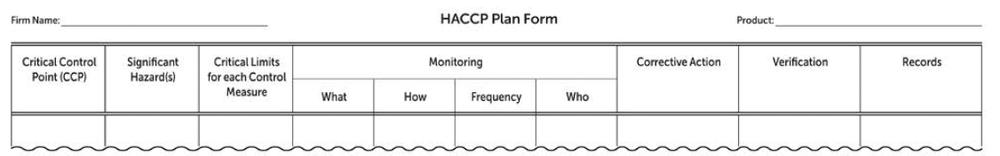 Firm Name:
HACCP Plan Form
Product:
Critical Control
Point (CCP)
Significant
Hazard(s)
Critical Limits
for each Control
Measure
Monitoring
What
How
Frequency
Who
Corrective Action
Verification
Records